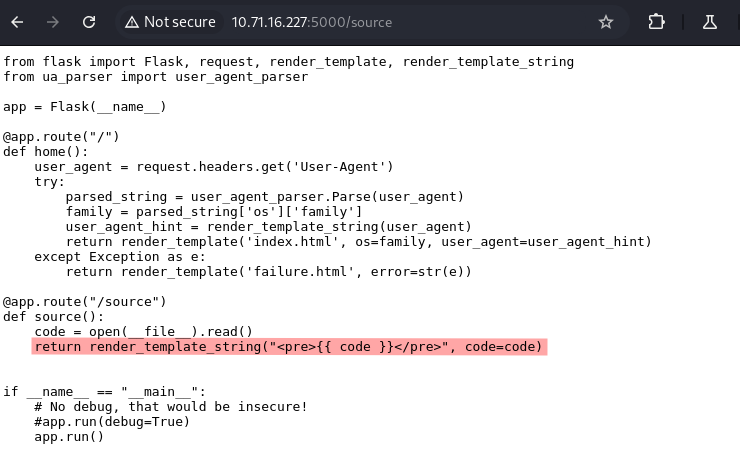 Not secure 10.71.16.227:5000/source
from flask import Flask, request, render_template, render_template_string
from ua_parser import user_agent_parser
app = Flask(__name__)
@app.route("/")
def home():
    user_agent = request.headers.get('User-Agent')
    try:
        parsed_string = user_agent_parser.Parse(user_agent)
        family = parsed_string['os']['family']
        user_agent_hint = render_template_string(user_agent)
        return render_template('index.html', os=family, user_agent=user_agent_hint)
    except Exception as e:
        return render_template('failure.html', error=str(e))
@app.route("/source")
def source():
    code = open(__file__).read()
    return render_template_string("<pre>{{ code }}</pre>", code=code)
if __name__ == "__main__":
    # No debug, that would be insecure!
    #app.run(debug=True)
    app.run()